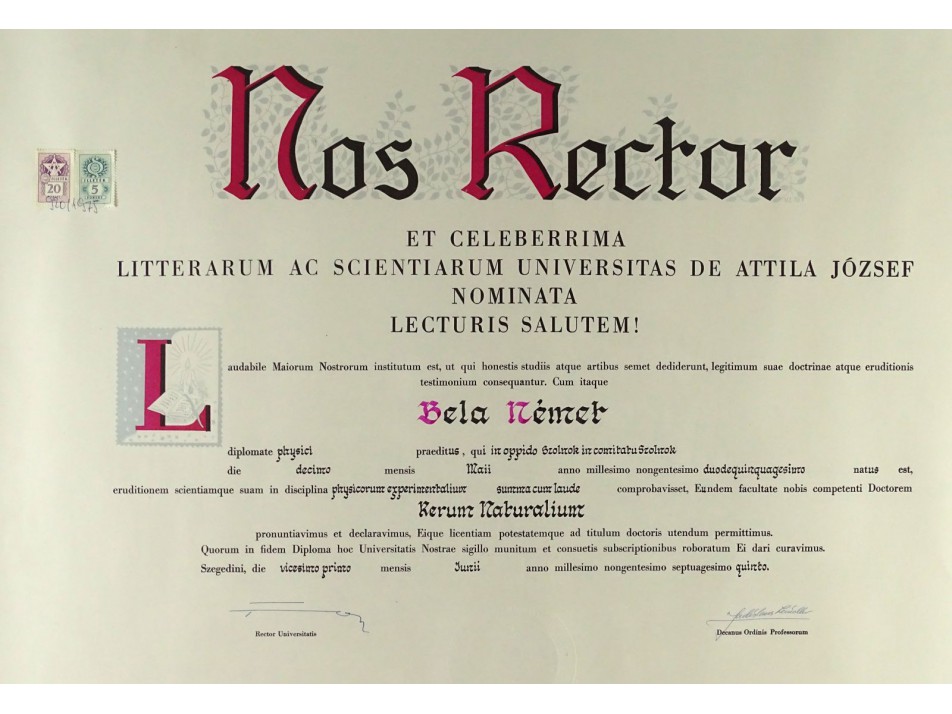 Nos Rector
20
5
ET CELEBERRIMA
LITTERARUM AC SCIENTIARUM UNIVERSITAS DE ATTILA JÓZSEF
NOMINATA
LECTURIS SALUTEM!
Laudabile Maiorum Nostrorum institutum est, ut qui honestis studiis atque artibus semet dediderunt, legitimum suae doctrinae atque eruditionis
testimonium consequantur. Cum itaque
Bela Német
diplomate physici praeditus, qui in oppido Szolnok in comitatu Szolnok
die decimo mensis Maii anno millesimo nongentesimo duodequinquagesimo natus est,
eruditionem scientiamque suam in disciplina physicorum experimentalium summa cum laude comprobavisset, Eundem facultate nobis competenti Doctorem
Rerum Naturalium
pronuntiavimus et declaravimus, Eique licentiam potestatemque ad titulum doctoris utendum permittimus.
Quorum in fidem Diploma hoc Universitatis Nostrae sigillo munitum et consuetis subscriptionibus roboratum Ei dari curavimus.
Szegedini, die vicesimo primo mensis Junii anno millesimo nongentesimo septuagesimo quinto.
Rector Universitatis
Decanus Ordinis Professorum